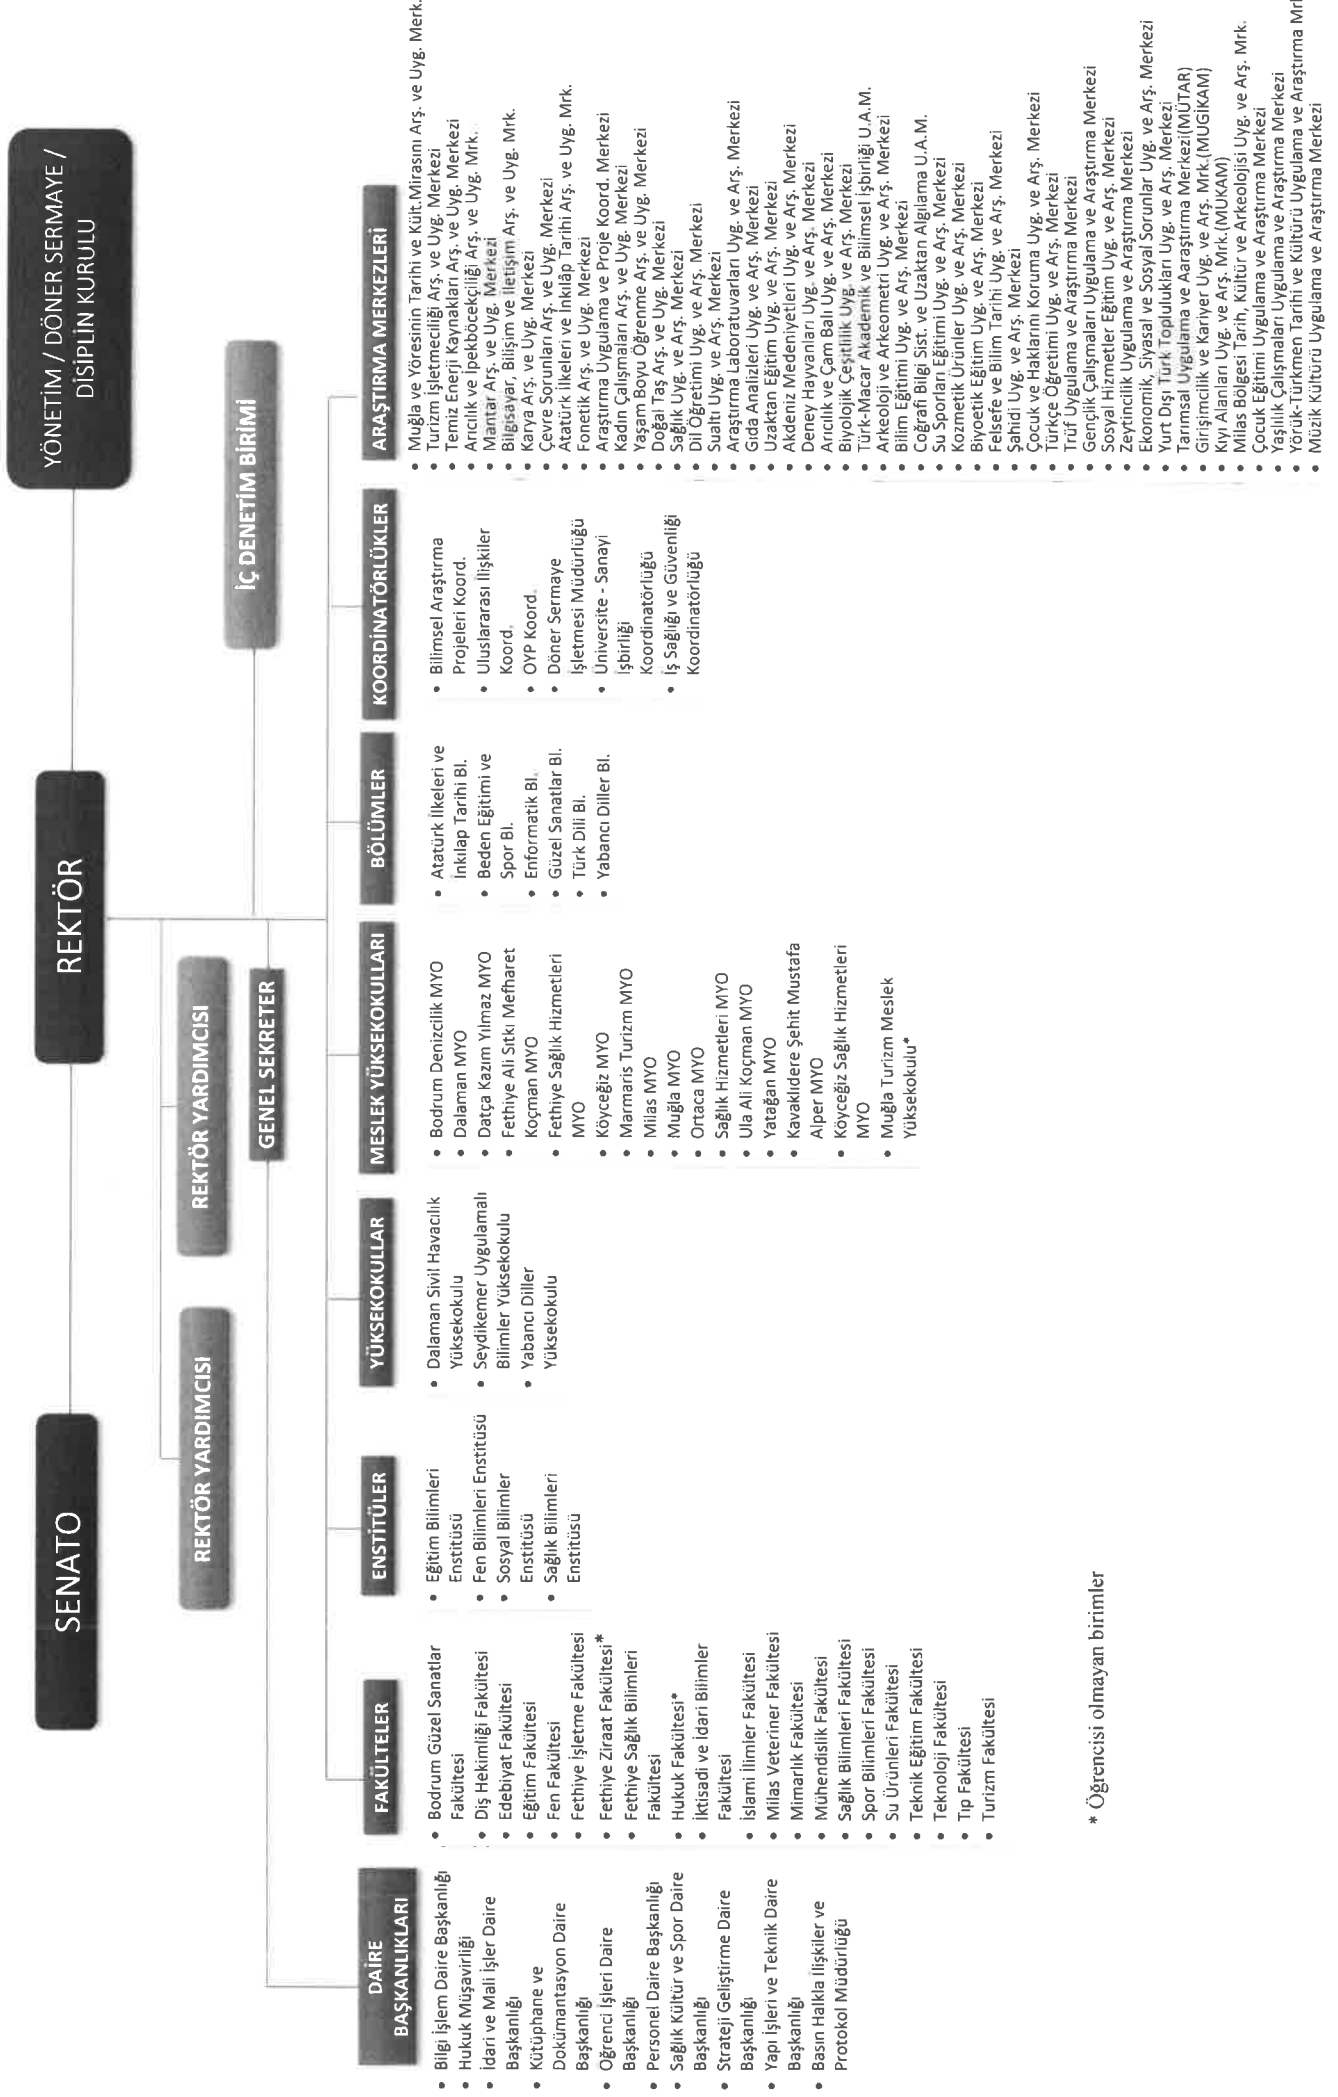 SENATO
REKTÖR
YÖNETİM / DÖNER SERMAYE /
DİSİPLİN KURULU
REKTÖR YARDIMCISI
REKTÖR YARDIMCISI
İÇ DENETİM BİRİMİ
GENEL SEKRETER
DAİRE
BAŞKANLIKLARI
• Bilgi İşlem Daire Başkanlığı
• Hukuk Müşavirliği
• İdari ve Mali İşler Daire
Başkanlığı
• Kütüphane ve
Dokümantasyon Daire
Başkanlığı
• Öğrenci İşleri Daire
Başkanlığı
• Personel Daire Başkanlığı
• Sağlık Kültür ve Spor Daire
Başkanlığı
• Strateji Geliştirme Daire
Başkanlığı
• Yapı İşleri ve Teknik Daire
Başkanlığı
• Basın Halkla İlişkiler ve
Protokol Müdürlüğü
FAKÜLTELER
• Bodrum Güzel Sanatlar
Fakültesi
• Diş Hekimliği Fakültesi
• Edebiyat Fakültesi
• Eğitim Fakültesi
• Fen Fakültesi
• Fethiye İşletme Fakültesi
• Fethiye Ziraat Fakültesi*
• Fethiye Sağlık Bilimleri
Fakültesi
• Hukuk Fakültesi*
• İktisadi ve İdari Bilimler
Fakültesi
• İslami İlimler Fakültesi
• Milas Veteriner Fakültesi
• Mimarlık Fakültesi
• Mühendislik Fakültesi
• Sağlık Bilimleri Fakültesi
• Spor Bilimleri Fakültesi
• Su Ürünleri Fakültesi
• Teknik Eğitim Fakültesi
• Teknoloji Fakültesi
• Tıp Fakültesi
• Turizm Fakültesi
ENSTİTÜLER
• Eğitim Bilimleri
Enstitüsü
• Fen Bilimleri Enstitüsü
• Sosyal Bilimler
Enstitüsü
• Sağlık Bilimleri
Enstitüsü
YÜKSEKOKULLAR
• Dalaman Sivil Havacılık
Yüksekokulu
• Seydikemer Uygulamalı
Bilimler Yüksekokulu
• Yabancı Diller
Yüksekokulu
MESLEK YÜKSEKOKULLARI
• Bodrum Denizcilik MYO
• Dalaman MYO
• Datça Kazım Yılmaz MYO
• Fethiye Ali Sıtkı Mefharet
Koçman MYO
• Fethiye Sağlık Hizmetleri
MYO
• Köyceğiz MYO
• Marmaris Turizm MYO
• Milas MYO
• Muğla MYO
• Ortaca MYO
• Sağlık Hizmetleri MYO
• Ula Ali Koçman MYO
• Yatağan MYO
• Kavaklıdere Şehit Mustafa
Alper MYO
• Köyceğiz Sağlık Hizmetleri
MYO
• Muğla Turizm Meslek
Yüksekokulu*
BÖLÜMLER
• Atatürk İlkeleri ve
İnkılap Tarihi Bl.
• Beden Eğitimi ve
Spor Bl.
• Enformatik Bl.
• Güzel Sanatlar Bl.
• Türk Dili Bl.
• Yabancı Diller Bl.
KOORDİNATÖRLÜKLER
• Bilimsel Araştırma
Projeleri Koord.
• Uluslararası İlişkiler
Koord.
• OYP Koord.
• Döner Sermaye
İşletmesi Müdürlüğü
• Üniversite - Sanayi
İşbirliği
Koordinatörlüğü
• İş Sağlığı ve Güvenliği
Koordinatörlüğü
ARAŞTIRMA MERKEZLERİ
• Muğla ve Yöresinin Tarihi ve Kült.Mirasını Arş. ve Uyg. Merk.
• Turizm İşletmeciliği Arş. ve Uyg. Merkezi
• Temiz Enerji Kaynakları Arş. ve Uyg. Merkezi
• Arıcılık ve İpekböcekçiliği Arş. ve Uyg. Mrk.
• Mantar Arş. ve Uyg. Merkezi
• Bilgisayar, Bilişim ve İletişim Arş. ve Uyg. Mrk.
• Karya Arş. ve Uyg. Merkezi
• Çevre Sorunları Arş. ve Uyg. Merkezi
• Atatürk İlkeleri ve İnkılap Tarihi Arş. ve Uyg. Mrk.
• Fonetik Arş. ve Uyg. Merkezi
• Araştırma Uygulama ve Proje Koord. Merkezi
• Kadın Çalışmaları Arş. ve Uyg. Merkezi
• Yaşam Boyu Öğrenme Arş. ve Uyg. Merkezi
• Doğal Taş Arş. ve Uyg. Merkezi
• Sağlık Uyg. ve Arş. Merkezi
• Dil Öğretimi Uyg. ve Arş. Merkezi
• Sualtı Uyg. ve Arş. Merkezi
• Araştırma Laboratuvarları Uyg. ve Arş. Merkezi
• Gıda Analizleri Uyg. ve Arş. Merkezi
• Uzaktan Eğitim Uyg. ve Arş. Merkezi
• Akdeniz Medeniyetleri Uyg. ve Arş. Merkezi
• Deney Hayvanları Uyg. ve Arş. Merkezi
• Arıcılık ve Çam Balı Uyg. ve Arş. Merkezi
• Biyolojik Çeşitlilik Uyg. ve Arş. Merkezi
• Türk-Macar Akademik ve Bilimsel İşbirliği U.A.M.
• Arkeoloji ve Arkeometri Uyg. ve Arş. Merkezi
• Bilim Eğitimi Uyg. ve Arş. Merkezi
• Coğrafi Bilgi Sist. ve Uzaktan Algılama U.A.M.
• Su Sporları Eğitimi Uyg. ve Arş. Merkezi
• Kozmetik Ürünler Uyg. ve Arş. Merkezi
• Biyoetik Eğitim Uyg. ve Arş. Merkezi
• Felsefe ve Bilim Tarihi Uyg. ve Arş. Merkezi
• Şahidi Uyg. ve Arş. Merkezi
• Çocuk ve Haklarını Koruma Uyg. ve Arş. Merkezi
• Türkçe Öğretimi Uyg. ve Arş. Merkezi
• Trüf Uygulama ve Araştırma Merkezi
• Gençlik Çalışmaları Uygulama ve Araştırma Merkezi
• Sosyal Hizmetler Eğitim Uyg. ve Arş. Merkezi
• Zeytincilik Uygulama ve Araştırma Merkezi
• Ekonomik, Siyasal ve Sosyal Sorunlar Uyg. ve Arş. Merkezi
• Yurt Dışı Türk Toplulukları Uyg. ve Arş. Merkezi
• Tarımsal Uygulama ve Aaraştırma Merkezi(MÜTAR)
• Girişimcilik ve Kariyer Uyg. ve Arş. Mrk.(MUGİKAM)
• Kıyı Alanları Uyg. ve Arş. Mrk.(MUKAM)
• Milas Bölgesi Tarih, Kültür ve Arkeolojisi Uyg. ve Arş. Mrk.
• Çocuk Eğitimi Uygulama ve Araştırma Merkezi
• Yaşlılık Çalışmaları Uygulama ve Araştırma Merkezi
• Yörük-Türkmen Tarihi ve Kültürü Uygulama ve Araştırma Mrk
• Müzik Kültürü Uygulama ve Araştırma Merkezi
* Öğrencisi olmayan birimler